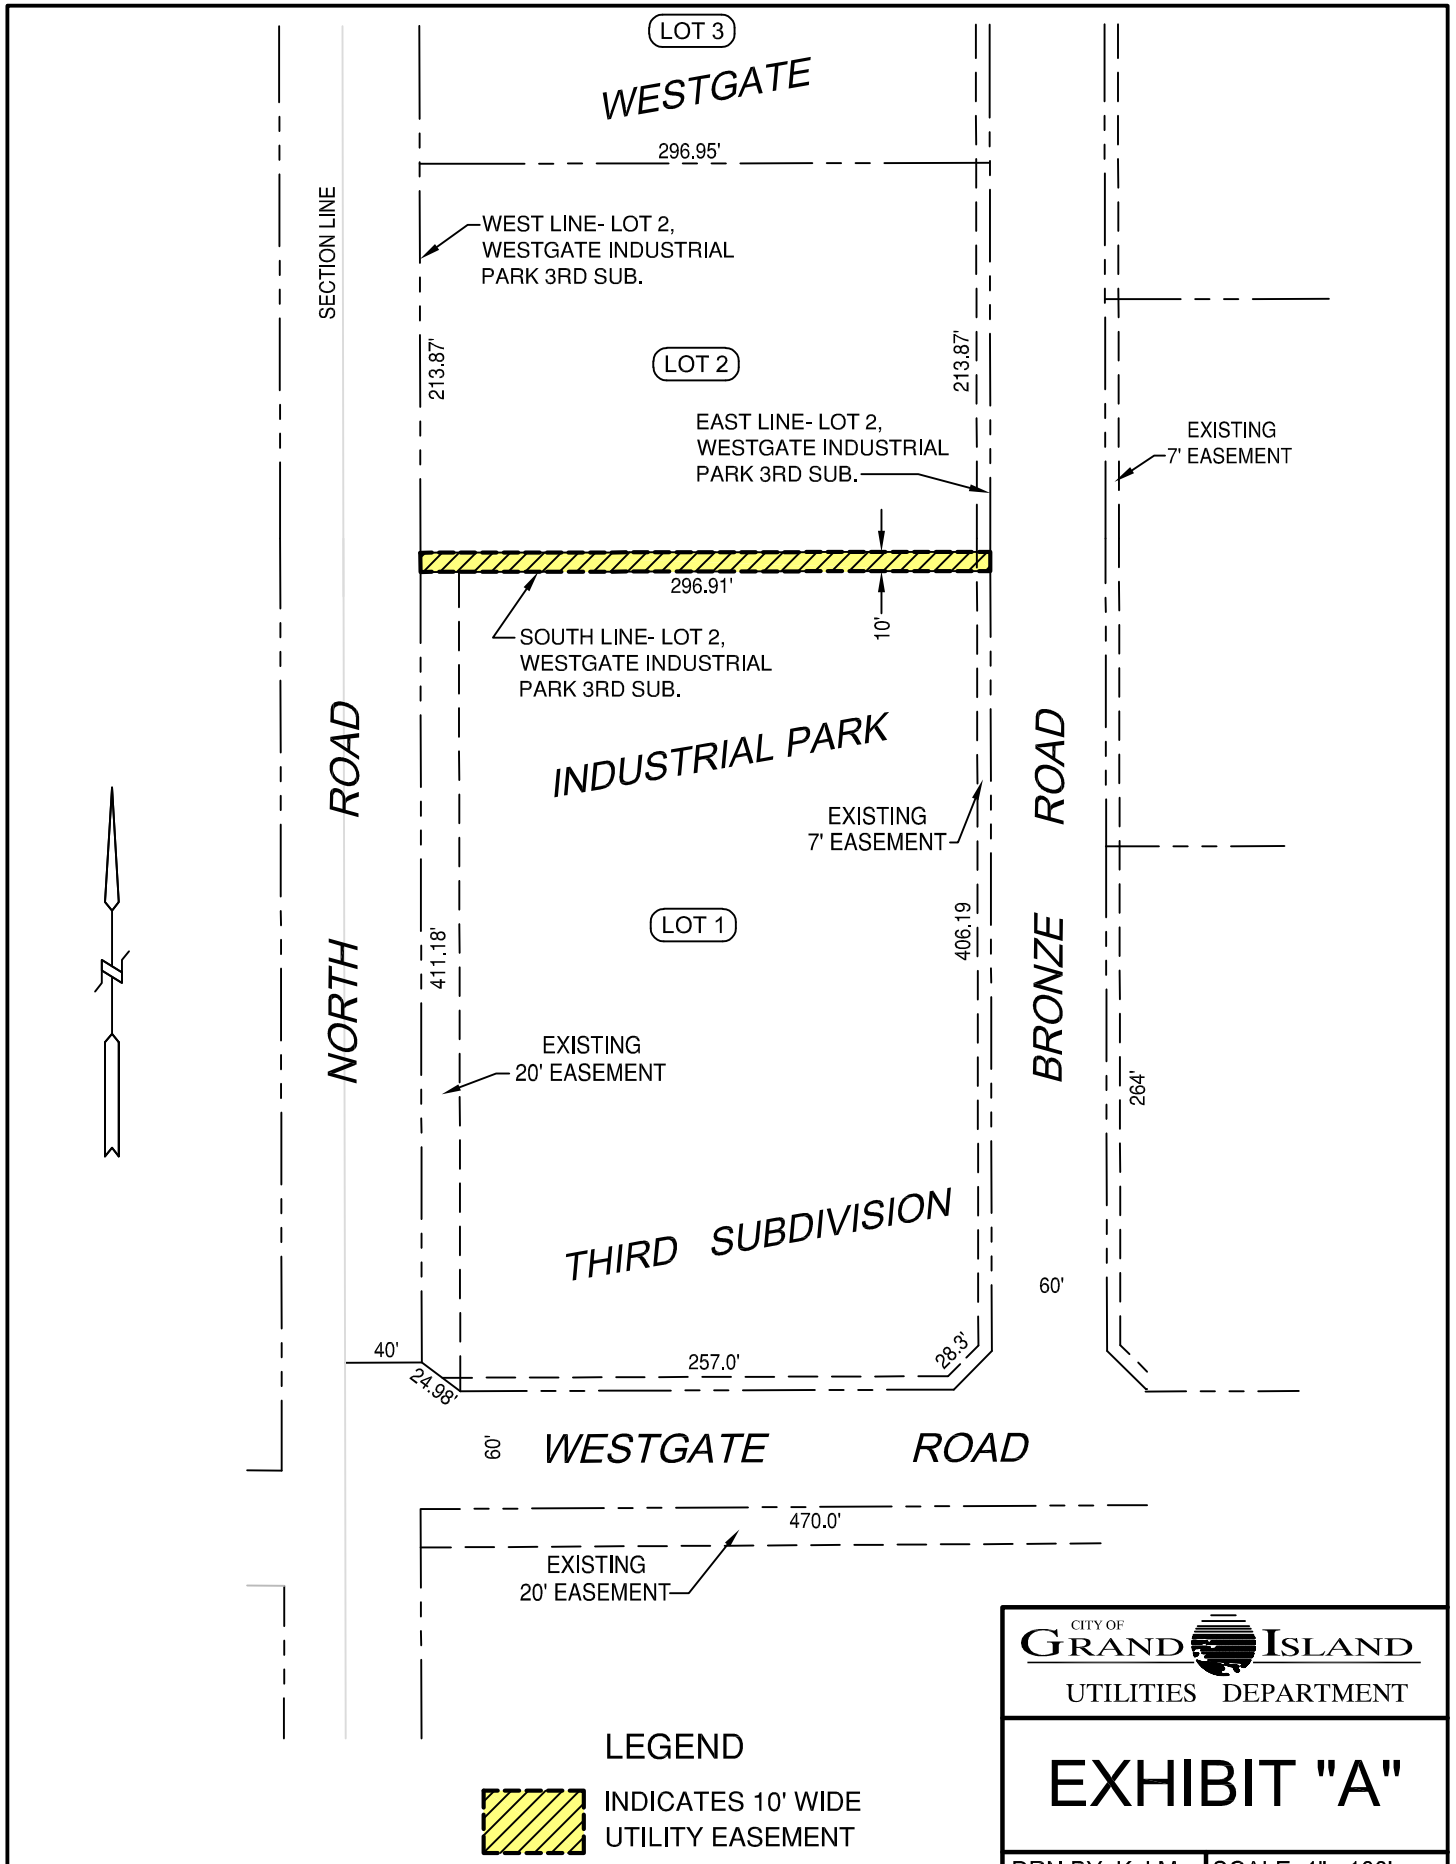 LOT 3
WESTGATE
296.95'
SECTION LINE
WEST LINE- LOT 2,
WESTGATE INDUSTRIAL
PARK 3RD SUB.
213.87'
LOT 2
213.87'
EAST LINE- LOT 2,
WESTGATE INDUSTRIAL
PARK 3RD SUB.
EXISTING
7' EASEMENT
296.91'
10'
SOUTH LINE- LOT 2,
WESTGATE INDUSTRIAL
PARK 3RD SUB.
NORTH ROAD
INDUSTRIAL PARK
BRONZE ROAD
EXISTING
7' EASEMENT
LOT 1
411.18'
406.19
EXISTING
20' EASEMENT
264'
THIRD SUBDIVISION
60'
40'
24.98'
257.0'
28.3'
60'
WESTGATE ROAD
470.0'
EXISTING
20' EASEMENT
CITY OF
GRAND ISLAND
UTILITIES DEPARTMENT
LEGEND
INDICATES 10' WIDE
UTILITY EASEMENT
EXHIBIT "A"